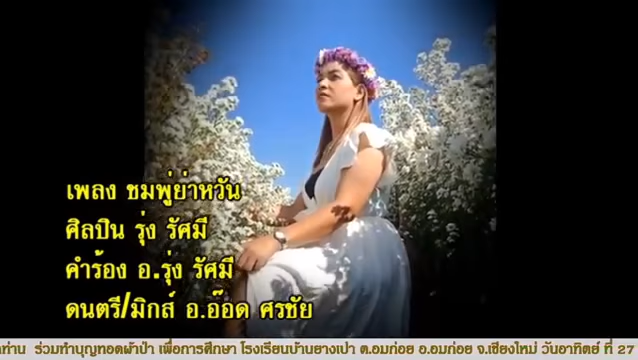 เพลง ชมพู่ย่าหวัน
ศิลปิน รุ่ง รัศมี
คำร้อง อ.รุ่ง รัศมี
ดนตรี/มิกส์ อ.อ๊อด ศรชัย
ท่าน ร่วมทำบุญทอดผ้าป่า เพื่อการศึกษา โรงเรียนบ้านยางเปา ต.อมก๋อย อ.อมก๋อย จ.เชียงใหม่ วันอาทิตย์ ที่ 27